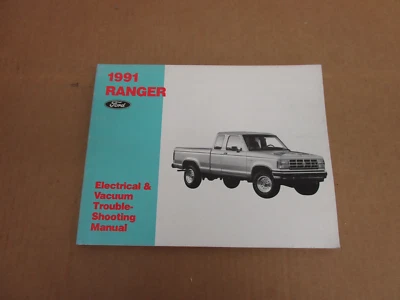 1991
RANGER
Ford
Electrical &
Vacuum
Trouble-
Shooting
Manual